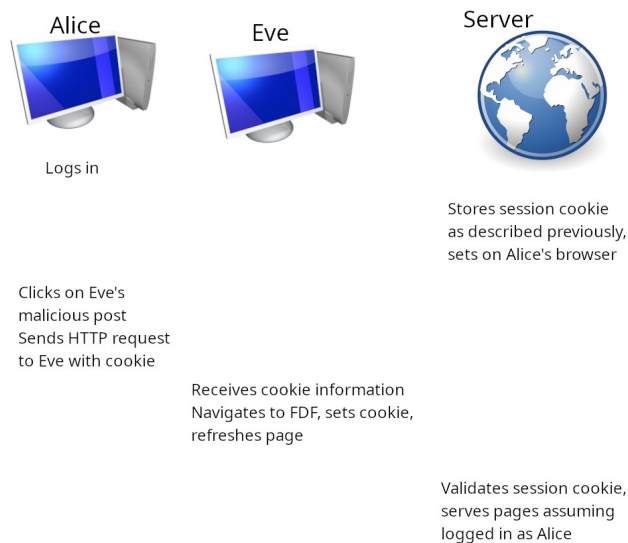 Alice
Eve
Server
Logs in
Stores session cookie
as described previously,
sets on Alice's browser
Clicks on Eve's
malicious post
Sends HTTP request
to Eve with cookie
Receives cookie information
Navigates to FDF, sets cookie,
refreshes page
Validates session cookie,
serves pages assuming
logged in as Alice